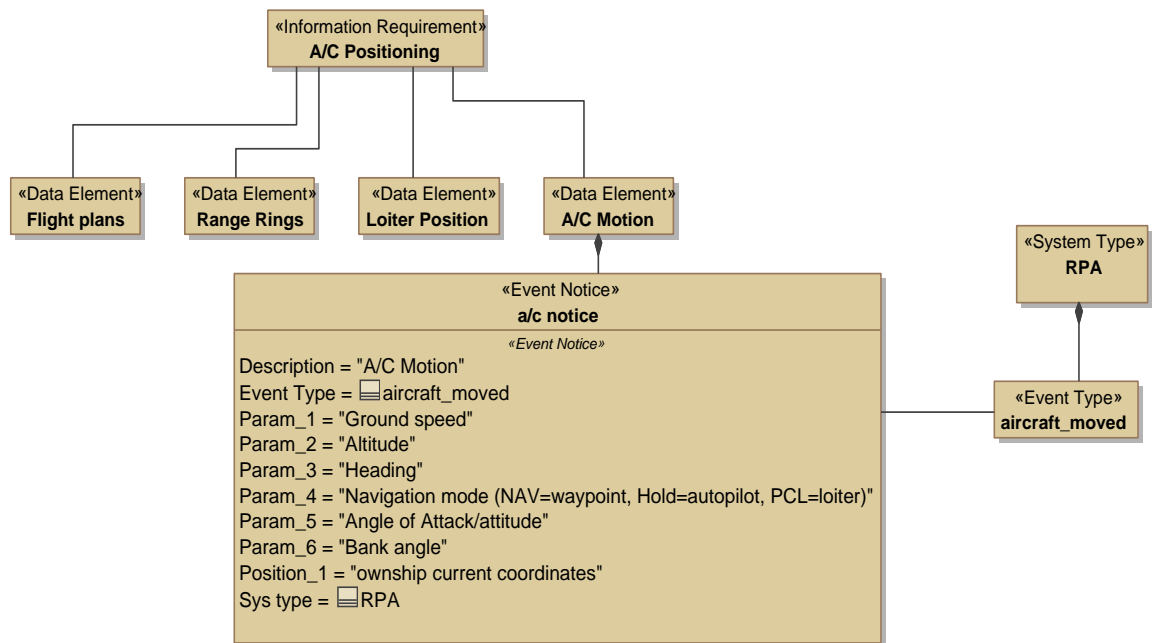 «Information Requirement»
A/C Positioning
«Data Element»
Flight plans
«Data Element»
Range Rings
«Data Element»
Loiter Position
«Data Element»
A/C Motion
«System Type»
RPA
«Event Notice»
a/c notice
«Event Notice»
Description = "A/C Motion"
Event Type = aircraft_moved
Param_1 = "Ground speed"
Param_2 = "Altitude"
Param_3 = "Heading"
Param_4 = "Navigation mode (NAV=waypoint, Hold=autopilot, PCL=loiter)"
Param_5 = "Angle of Attack/attitude"
Param_6 = "Bank angle"
Position_1 = "ownship current coordinates"
Sys type = RPA
«Event Type»
aircraft_moved